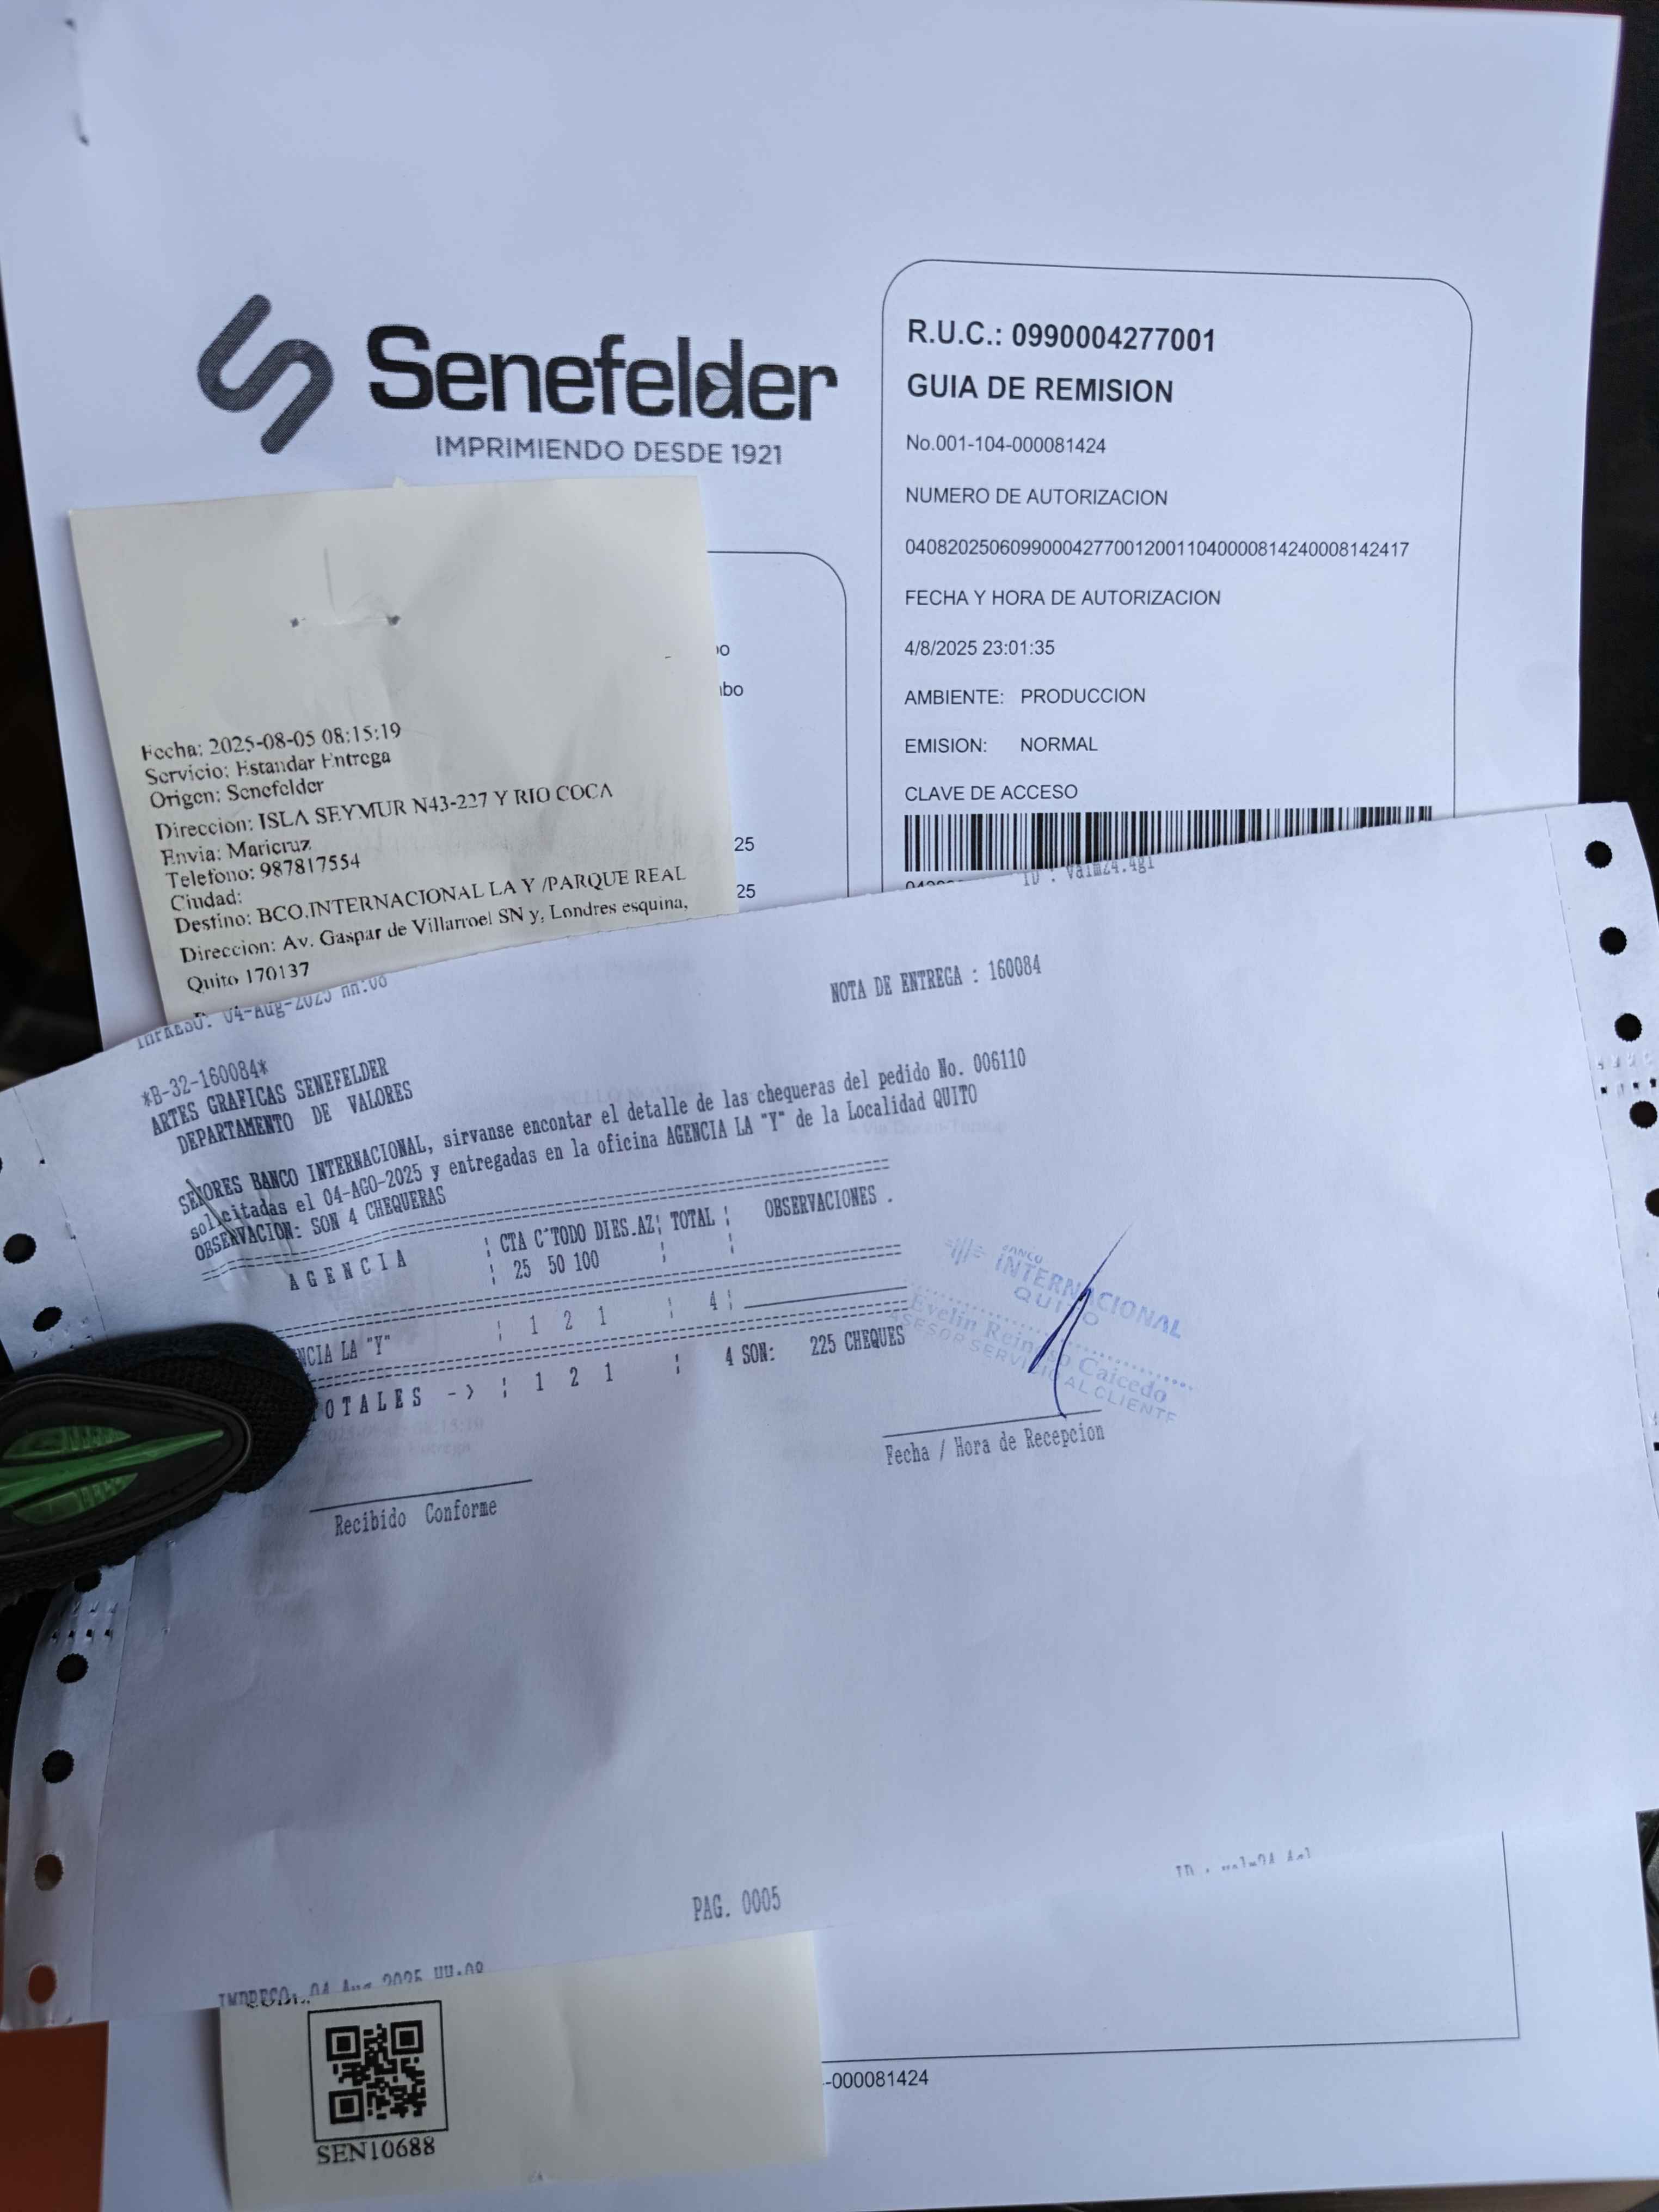 Senefelder
IMPRIMIENDO DESDE 1921
R.U.C.: 0990004277001
GUIA DE REMISION
No.001-104-000081424
NUMERO DE AUTORIZACION
0408202506099000427700120011040000814240008142417
FECHA Y HORA DE AUTORIZACION
4/8/2025 23:01:35
AMBIENTE: PRODUCCION
EMISION: NORMAL
CLAVE DE ACCESO
25
25
Fecha: 2025-08-05 08:15:19
Servicio: Estandar Entrega
Origen: Senefelder
Direccion: ISLA SEYMUR N43-227 Y RIO COCA
Envia: Maricruz
Telefono: 987817554
Ciudad:
Destino: BCO.INTERNACIONAL LA Y /PARQUE REAL
Direccion: Av. Gaspar de Villarroel SN y, Londres esquina,
Quito 170137
IMPRESO: 04-Aug-2025
NOTA DE ENTREGA : 160084
*B-32-160084*
ARTES GRAFICAS SENEFELDER
DEPARTAMENTO DE VALORES
SEÑORES BANCO INTERNACIONAL, sirvanse encontar el detalle de las chequeras del pedido No. 006110
solicitadas el 04-AGO-2025 y entregadas en la oficina AGENCIA LA "Y" de la Localidad QUITO
OBSERVACION: SON 4 CHEQUERAS
AGENCIA ¦ CTA C'TODO DIES.AZ¦ TOTAL ¦ OBSERVACIONES .
¦ 25 50 100 ¦ ¦
NCIA LA "Y" ¦ 1 2 1 ¦ 4¦
OTALES -> ¦ 1 2 1 ¦ 4 SON: 225 CHEQUES
BANCO
INTERNACIONAL
QUITO
Evelin Reinoso Caicedo
ASESOR SERVICIO AL CLIENTE
Fecha / Hora de Recepcion
Recibido Conforme
PAG. 0005
-000081424
SEN10688